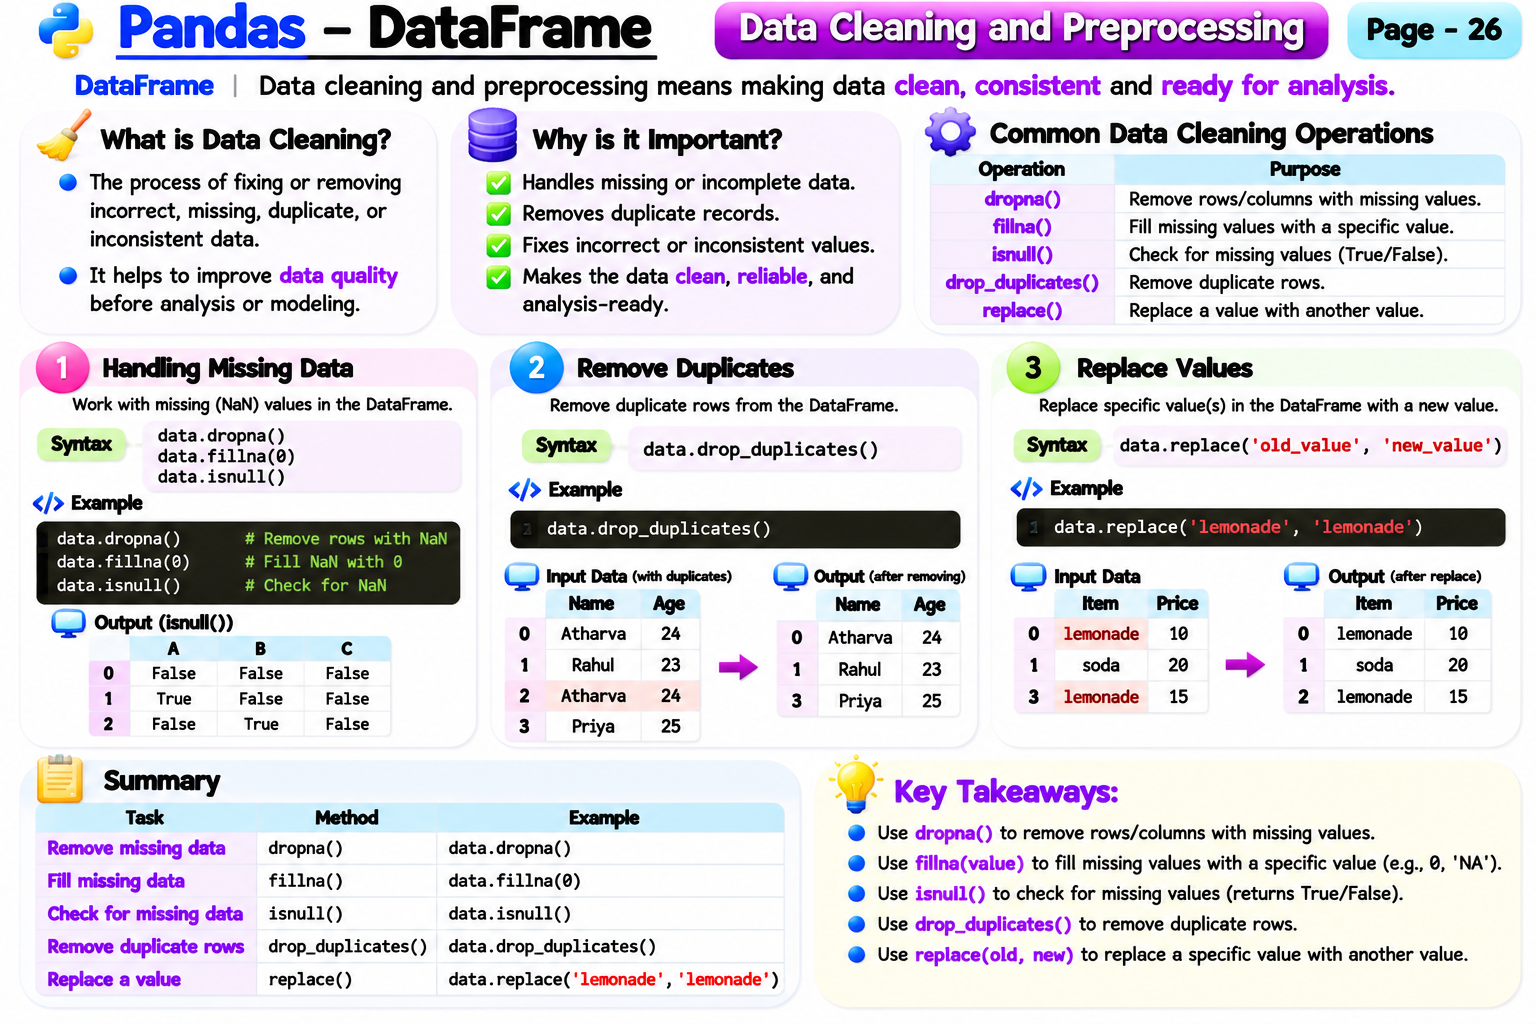 Pandas – DataFrame
Data Cleaning and Preprocessing
Page - 26
DataFrame | Data cleaning and preprocessing means making data clean, consistent and ready for analysis.
What is Data Cleaning?
The process of fixing or removing
incorrect, missing, duplicate, or
inconsistent data.
It helps to improve data quality
before analysis or modeling.
Why is it Important?
Handles missing or incomplete data.
Removes duplicate records.
Fixes incorrect or inconsistent values.
Makes the data clean, reliable, and
analysis-ready.
Common Data Cleaning Operations
Operation Purpose
dropna() Remove rows/columns with missing values.
fillna() Fill missing values with a specific value.
isnull() Check for missing values (True/False).
drop_duplicates() Remove duplicate rows.
replace() Replace a value with another value.
1 Handling Missing Data
Work with missing (NaN) values in the DataFrame.
Syntax
data.dropna()
data.fillna(0)
data.isnull()
</> Example
data.dropna() # Remove rows with NaN
data.fillna(0) # Fill NaN with 0
data.isnull() # Check for NaN
Output (isnull())
A B C
0 False False False
1 True False False
2 False True False
2 Remove Duplicates
Remove duplicate rows from the DataFrame.
Syntax data.drop_duplicates()
</> Example
data.drop_duplicates()
Input Data (with duplicates)
Name Age
0 Atharva 24
1 Rahul 23
2 Atharva 24
3 Priya 25
Output (after removing)
Name Age
0 Atharva 24
1 Rahul 23
3 Priya 25
3 Replace Values
Replace specific value(s) in the DataFrame with a new value.
Syntax data.replace('old_value', 'new_value')
</> Example
data.replace('lemonade', 'lemonade')
Input Data
Item Price
0 lemonade 10
1 soda 20
3 lemonade 15
Output (after replace)
Item Price
0 lemonade 10
1 soda 20
2 lemonade 15
Summary
Task Method Example
Remove missing data dropna() data.dropna()
Fill missing data fillna() data.fillna(0)
Check for missing data isnull() data.isnull()
Remove duplicate rows drop_duplicates() data.drop_duplicates()
Replace a value replace() data.replace('lemonade', 'lemonade')
Key Takeaways:
Use dropna() to remove rows/columns with missing values.
Use fillna(value) to fill missing values with a specific value (e.g., 0, 'NA').
Use isnull() to check for missing values (returns True/False).
Use drop_duplicates() to remove duplicate rows.
Use replace(old, new) to replace a specific value with another value.